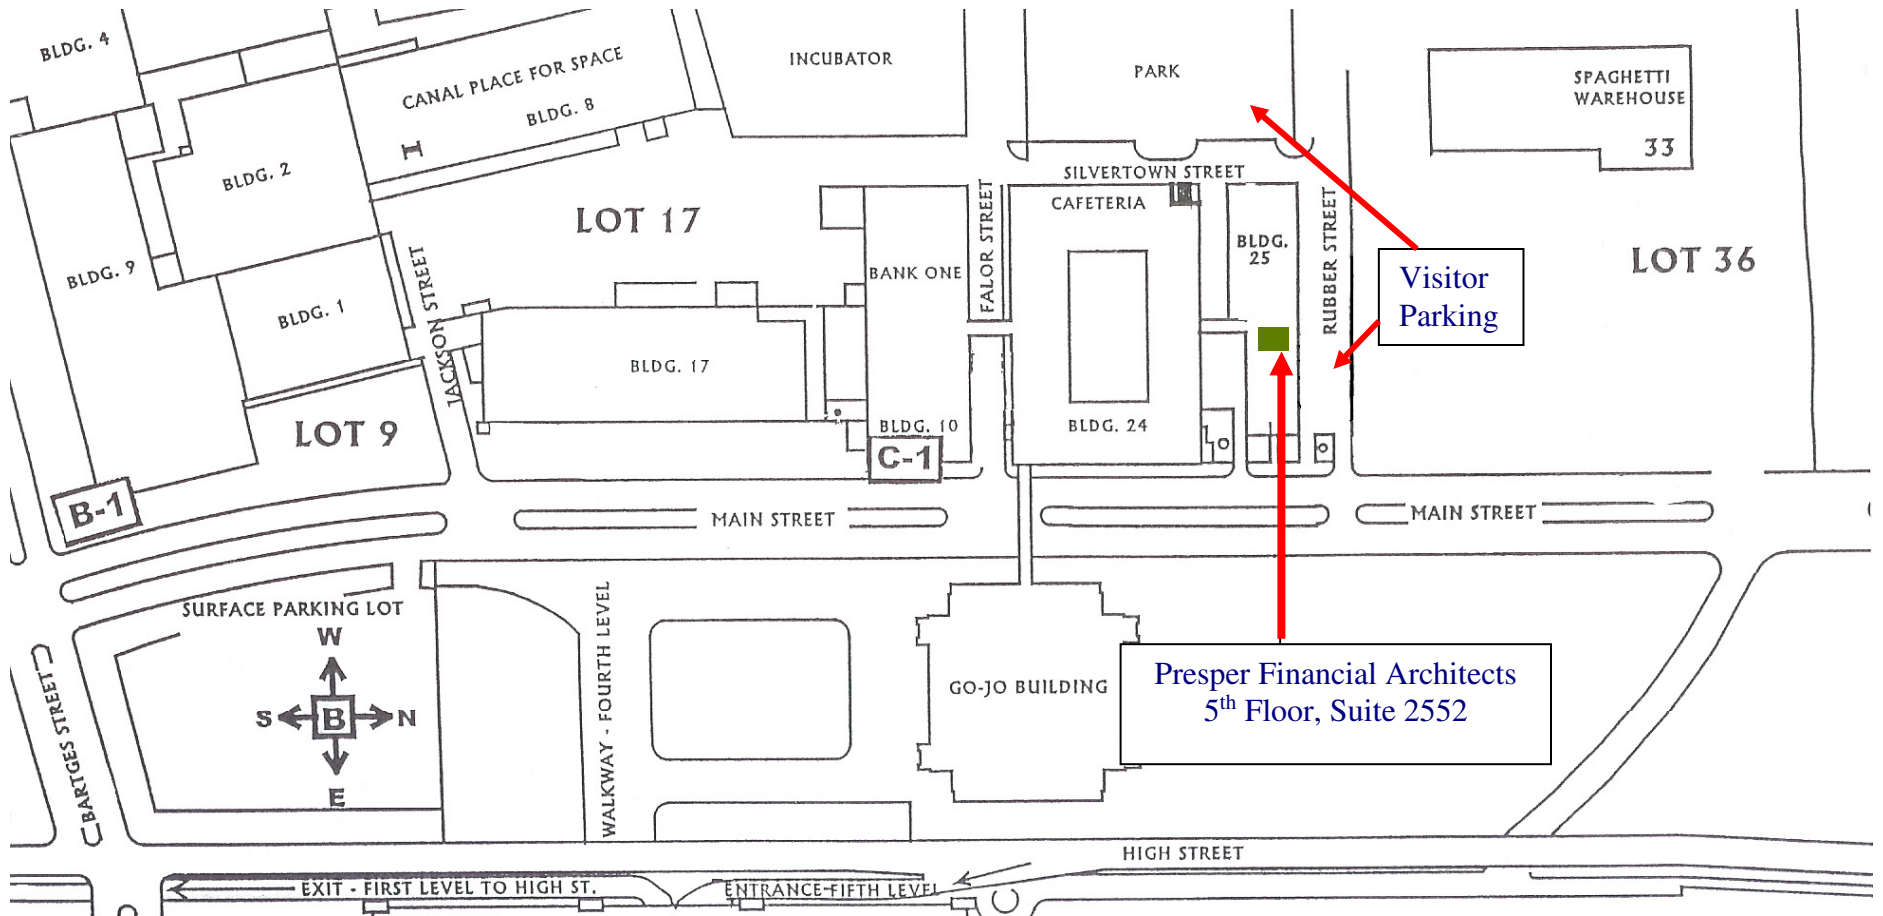 BLDG. 4
CANAL PLACE FOR SPACE
BLDG. 8
INCUBATOR
PARK
SPAGHETTI
WAREHOUSE
33
BLDG. 2
SILVERTOWN STREET
CAFETERIA
LOT 17
FALOR STREET
RUBBER STREET
BLDG.
25
LOT 36
BLDG. 9
BANK ONE
Visitor
Parking
JACKSON STREET
BLDG. 1
BLDG. 17
LOT 9
BLDG. 10
BLDG. 24
C-1
B-1
MAIN STREET
MAIN STREET
SURFACE PARKING LOT
W
S
B
N
E
WALKWAY - FOURTH LEVEL
GO-JO BUILDING
Presper Financial Architects
5th Floor, Suite 2552
BARTGES STREET
HIGH STREET
EXIT - FIRST LEVEL TO HIGH ST.
ENTRANCE-FIFTH LEVEL